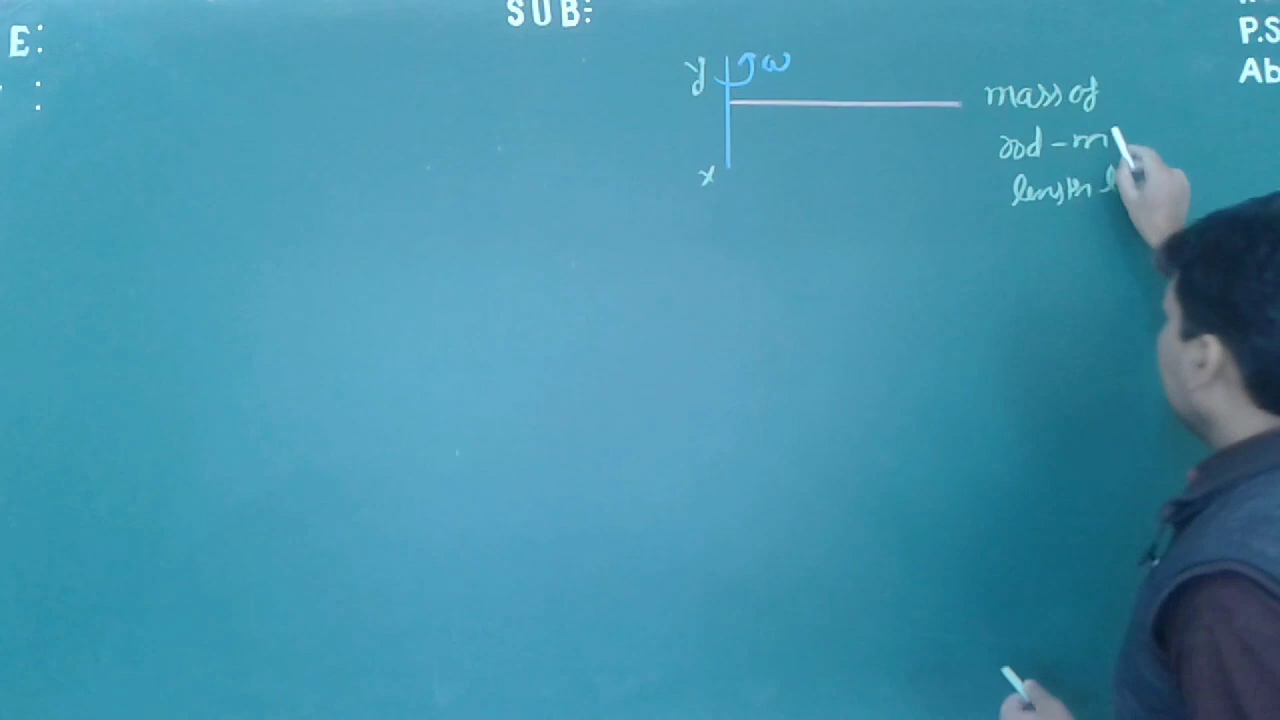 SUB:
E:
:
P.S
Ab
y ω
mass of
rod - m
length l
x